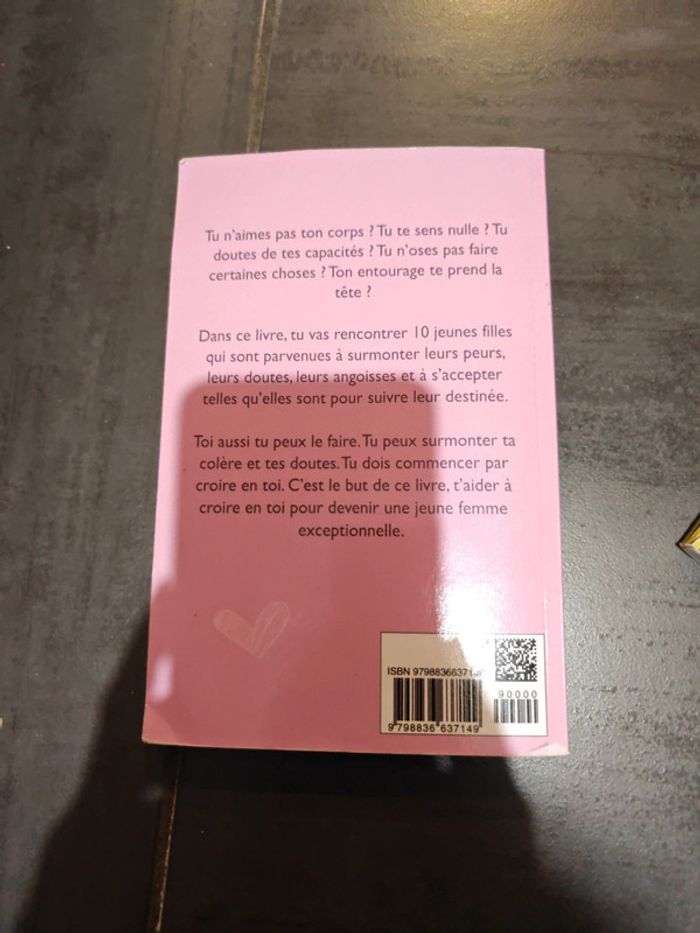 Tu n'aimes pas ton corps ? Tu te sens nulle ? Tu
doutes de tes capacités ? Tu n'oses pas faire
certaines choses ? Ton entourage te prend la
tête ?
Dans ce livre, tu vas rencontrer 10 jeunes filles
qui sont parvenues à surmonter leurs peurs,
leurs doutes, leurs angoisses et à s'accepter
telles qu'elles sont pour suivre leur destinée.
Toi aussi tu peux le faire. Tu peux surmonter ta
colère et tes doutes. Tu dois commencer par
croire en toi. C'est le but de ce livre, t'aider à
croire en toi pour devenir une jeune femme
exceptionnelle.
ISBN
90000
9 798836 637149